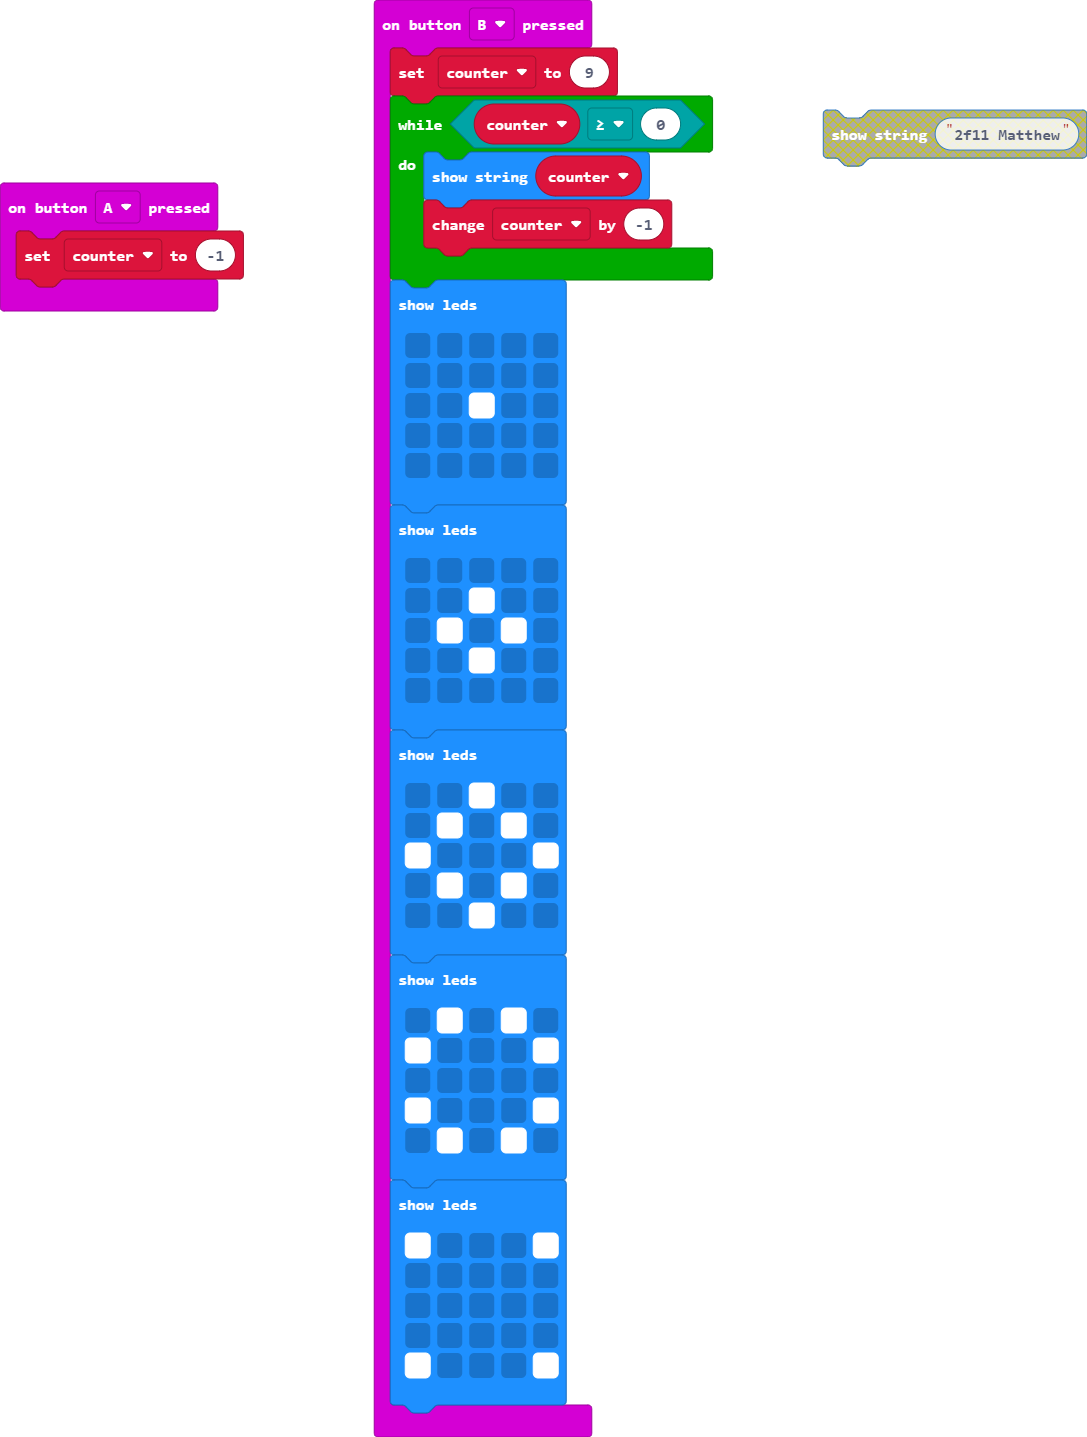 on button A pressed
set counter to -1
on button B pressed
set counter to 9
while counter ≥ 0
do
show string counter
change counter by -1
show leds
show leds
show leds
show leds
show leds
show string "2f11 Matthew"